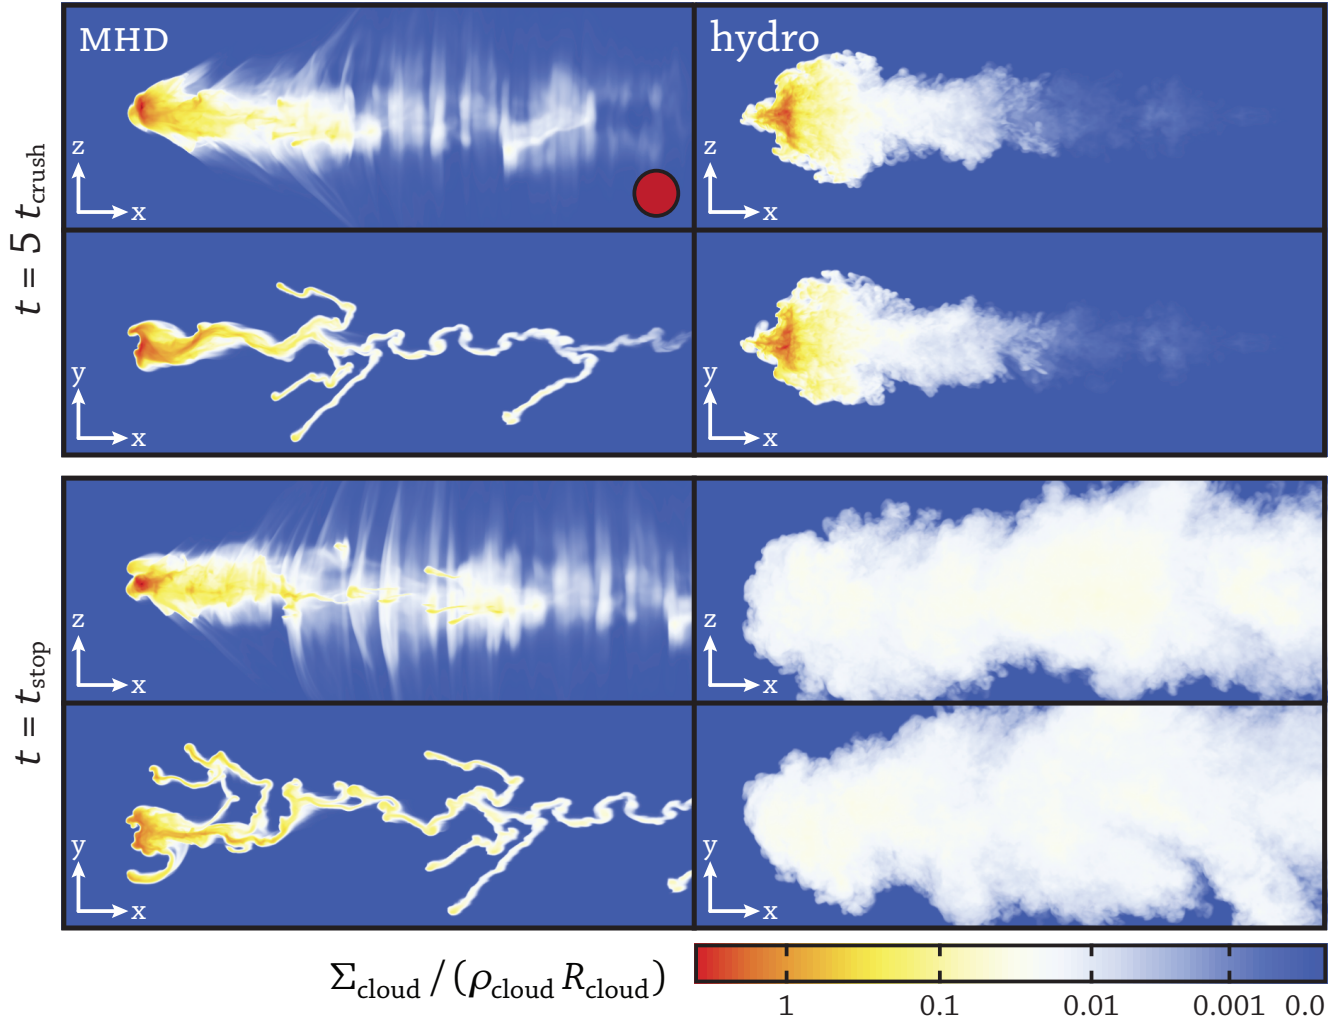 MHD
hydro
z
x
z
x
t = 5 t_crush
y
x
y
x
z
x
z
x
t = t_stop
y
x
y
x
Σ_cloud / (ρ_cloud R_cloud)
1 0.1 0.01 0.001 0.0